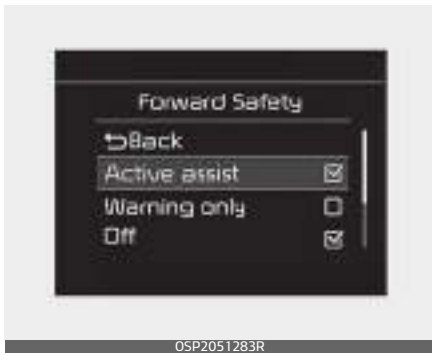 Forward Safety
Back
Active assist
Warning only
Off
OSP2051283R